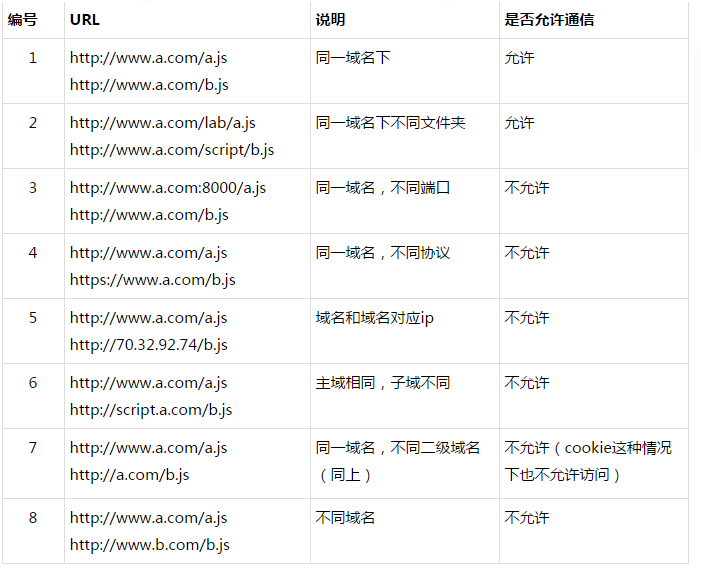 编号 URL 说明 是否允许通信
1 http://www.a.com/a.js 同一域名下 允许
http://www.a.com/b.js
2 http://www.a.com/lab/a.js 同一域名下不同文件夹 允许
http://www.a.com/script/b.js
3 http://www.a.com:8000/a.js 同一域名，不同端口 不允许
http://www.a.com/b.js
4 http://www.a.com/a.js 同一域名，不同协议 不允许
https://www.a.com/b.js
5 http://www.a.com/a.js 域名和域名对应ip 不允许
http://70.32.92.74/b.js
6 http://www.a.com/a.js 主域相同，子域不同 不允许
http://script.a.com/b.js
7 http://www.a.com/a.js 同一域名，不同二级域名 不允许（cookie这种情况
http://a.com/b.js （同上） 下也不允许访问）
8 http://www.a.com/a.js 不同域名 不允许
http://www.b.com/b.js